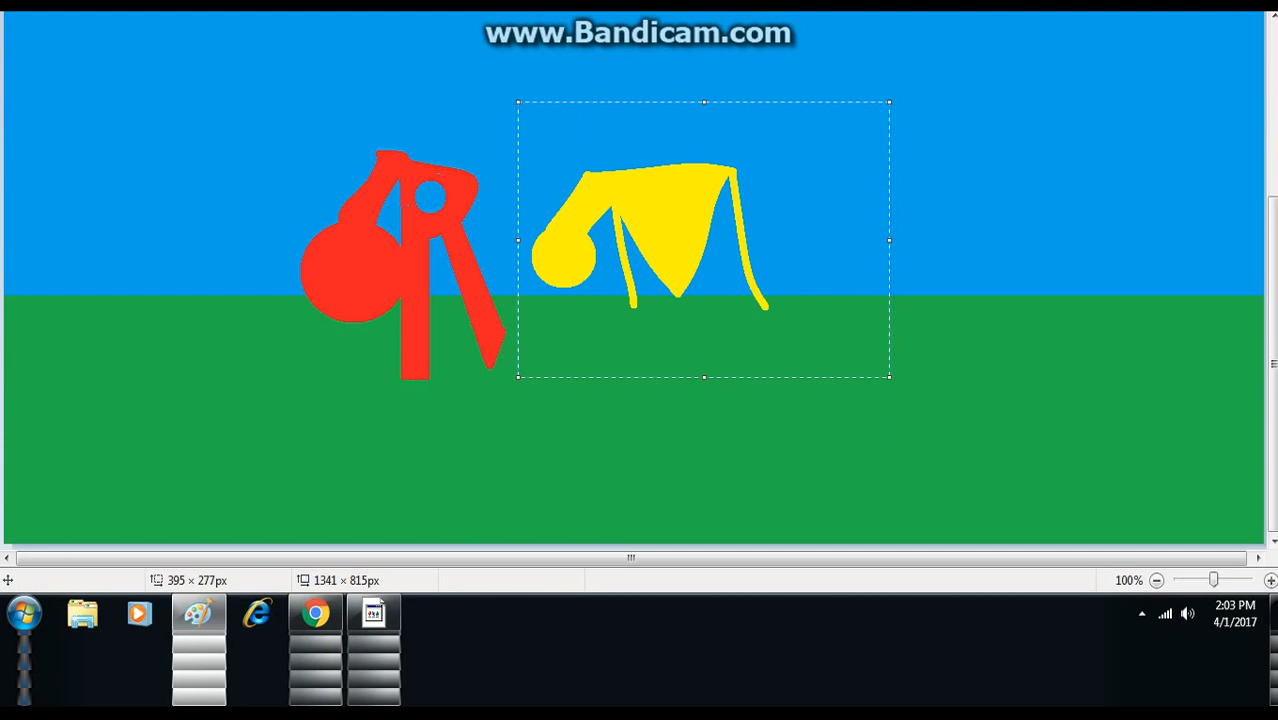 www.Bandicam.com
395 × 277px
1341 × 815px
100%
2:03 PM
4/1/2017